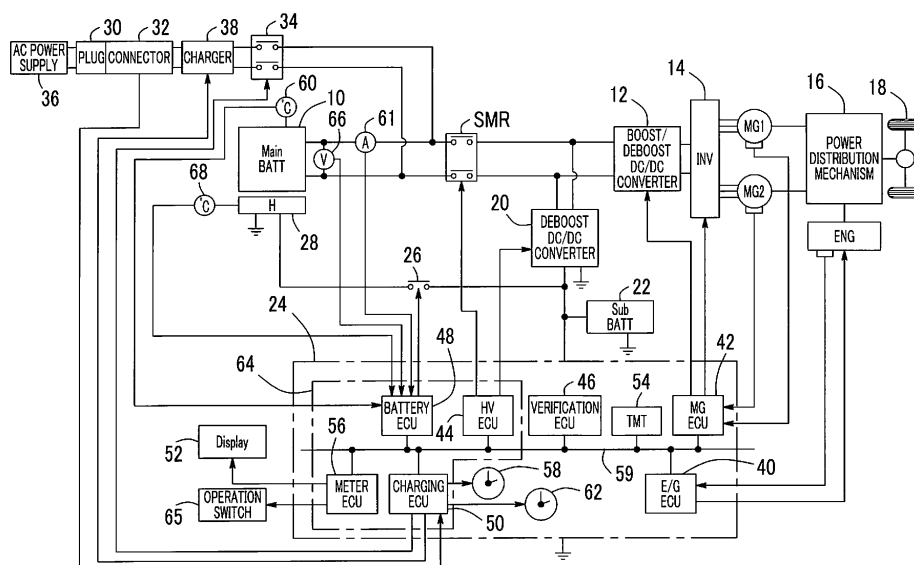 30
32
38
34
AC POWER
SUPPLY
PLUG
CONNECTOR
CHARGER
36
60
°C
10
66
61
A
V
Main
BATT
SMR
12
BOOST/
DEBOOST
DC/DC
CONVERTER
14
INV
MG1
MG2
16
POWER
DISTRIBUTION
MECHANISM
18
ENG
68
°C
H
28
20
DEBOOST
DC/DC
CONVERTER
26
22
Sub
BATT
24
64
48
BATTERY
ECU
44
HV
ECU
46
VERIFICATION
ECU
54
TMT
42
MG
ECU
52
Display
56
METER
ECU
CHARGING
ECU
50
58
62
59
40
E/G
ECU
65
OPERATION
SWITCH